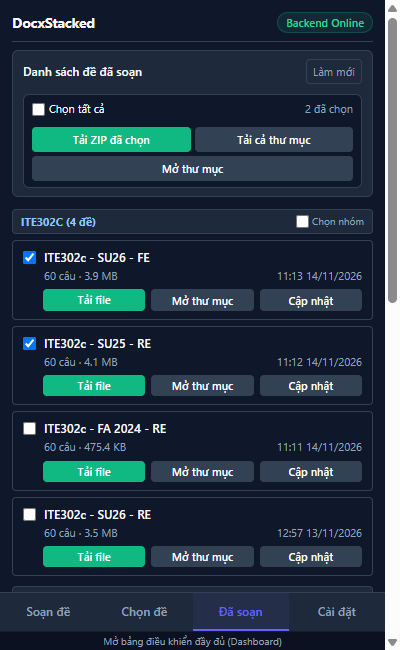 DocxStacked
Backend Online
Danh sách đề đã soạn
Làm mới
Chọn tất cả
2 đã chọn
Tải ZIP đã chọn
Tải cả thư mục
Mở thư mục
ITE302C (4 đề)
Chọn nhóm
ITE302c - SU26 - FE
60 câu · 3.9 MB
11:13 14/11/2026
Tải file
Mở thư mục
Cập nhật
ITE302c - SU25 - RE
60 câu · 4.1 MB
11:12 14/11/2026
Tải file
Mở thư mục
Cập nhật
ITE302c - FA 2024 - RE
60 câu · 475.4 KB
11:11 14/11/2026
Tải file
Mở thư mục
Cập nhật
ITE302c - SU26 - RE
60 câu · 3.5 MB
12:57 13/11/2026
Tải file
Mở thư mục
Cập nhật
Soạn đề
Chọn đề
Đã soạn
Cài đặt
Mở bảng điều khiển đầy đủ (Dashboard)